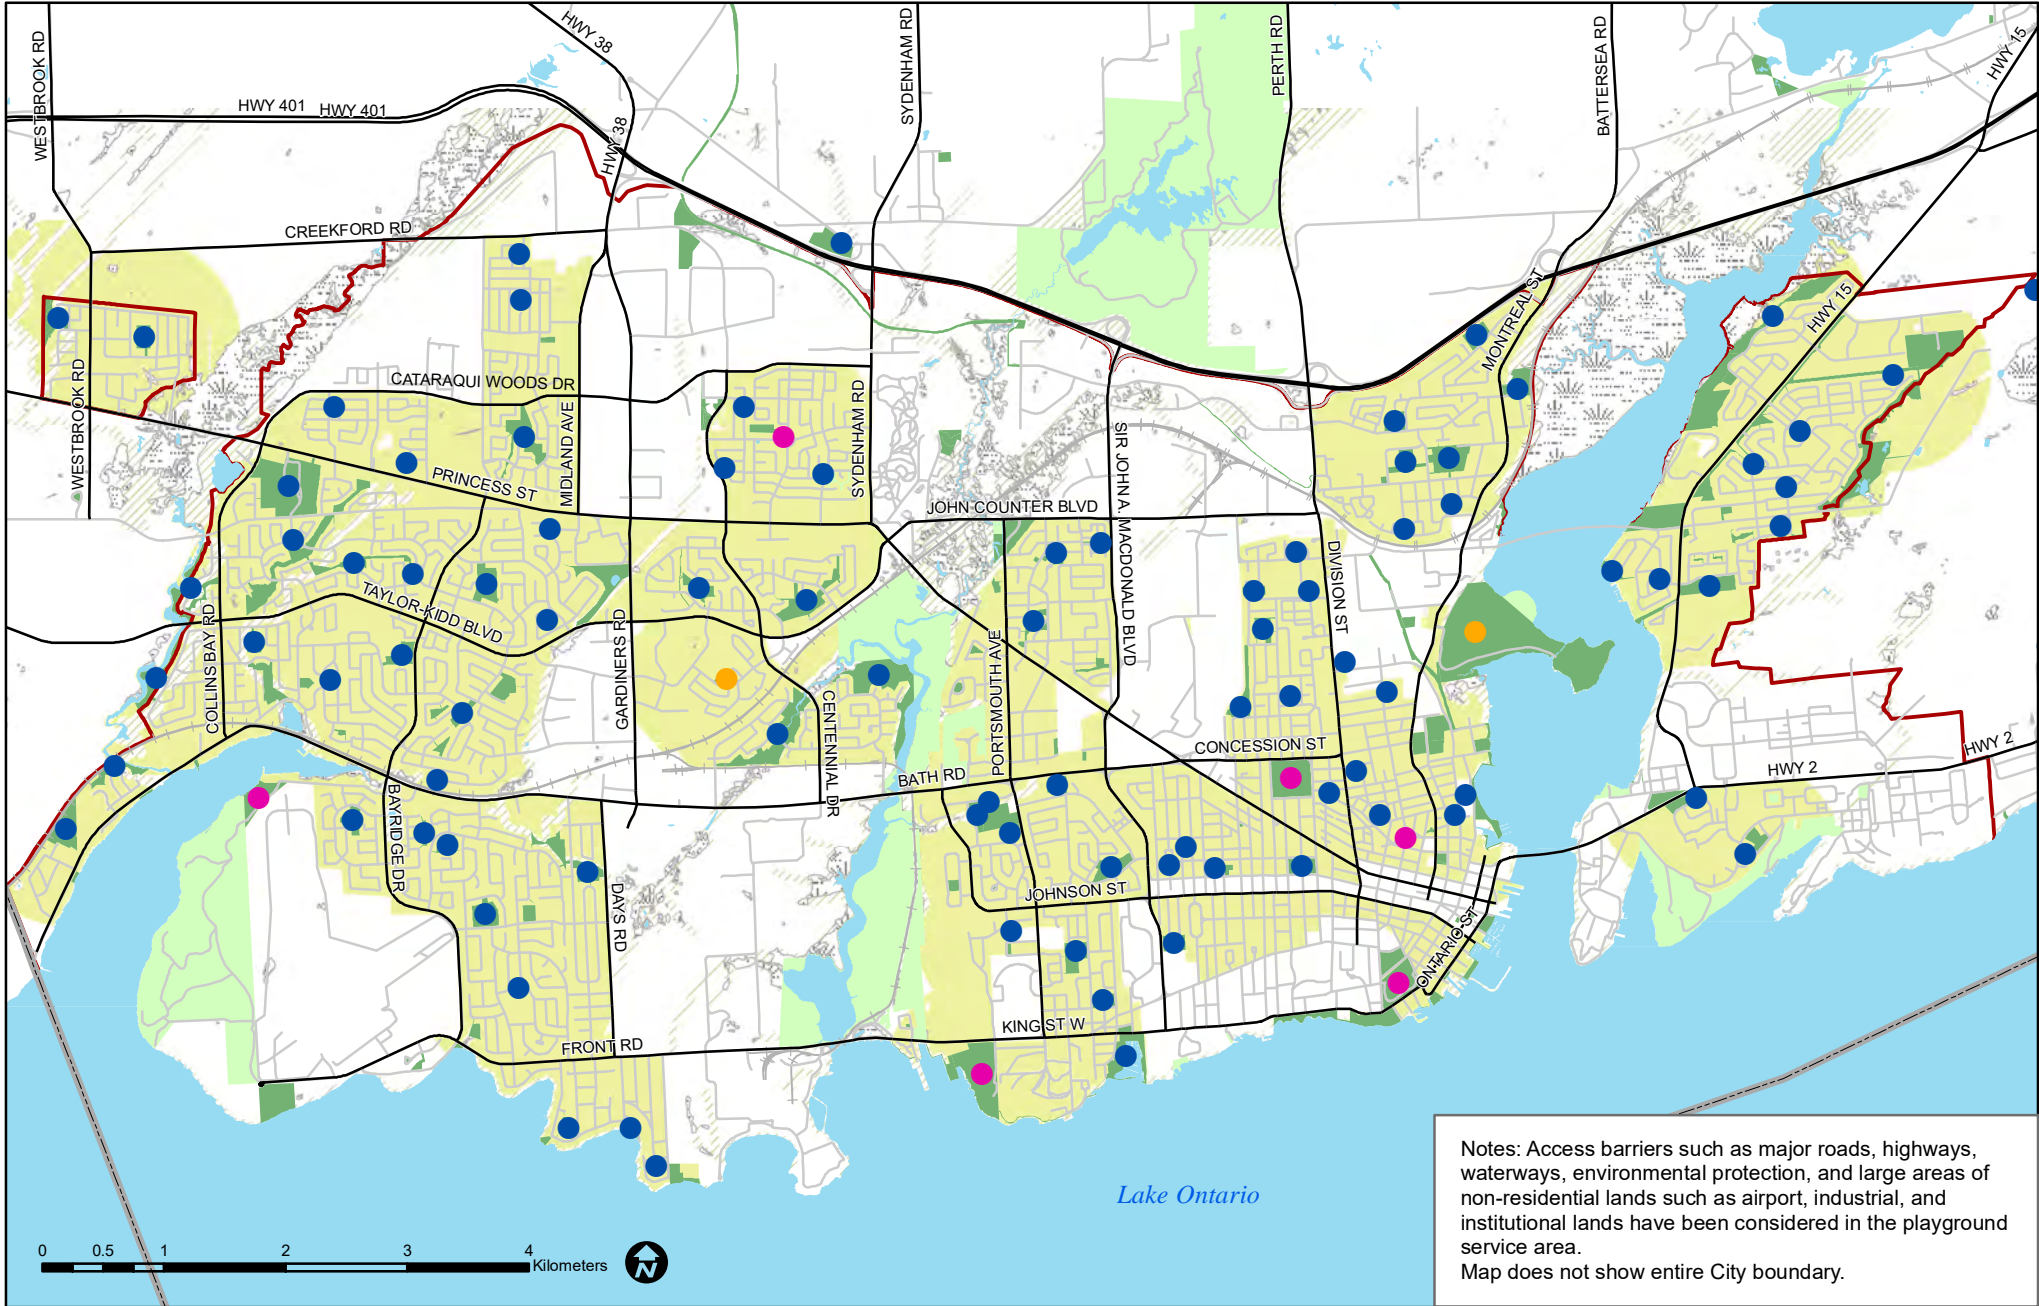 WESTBROOK RD
HWY 38
SYDENHAM RD
PERTH RD
BATTERSEA RD
HWY 15
HWY 401
HWY 401
HWY 38
CREEKFORD RD
MONTREAL ST
HWY 15
WESTBROOK RD
CATARAQUI WOODS DR
MIDLAND AVE
SYDENHAM RD
PRINCESS ST
JOHN COUNTER BLVD
SIR JOHN A. MACDONALD BLVD
DIVISION ST
TAYLOR-KIDD BLVD
COLLINS BAY RD
GARDINERS RD
PORTSMOUTH AVE
CENTENNIAL DR
CONCESSION ST
HWY 2
HWY 2
BATH RD
BAYRIDGE DR
DAYS RD
JOHNSON ST
ONTARIO ST
KING ST W
FRONT RD
Lake Ontario
0 0.5 1 2 3 4
Kilometers
N
Notes: Access barriers such as major roads, highways,
waterways, environmental protection, and large areas of
non-residential lands such as airport, industrial, and
institutional lands have been considered in the playground
service area.
Map does not show entire City boundary.